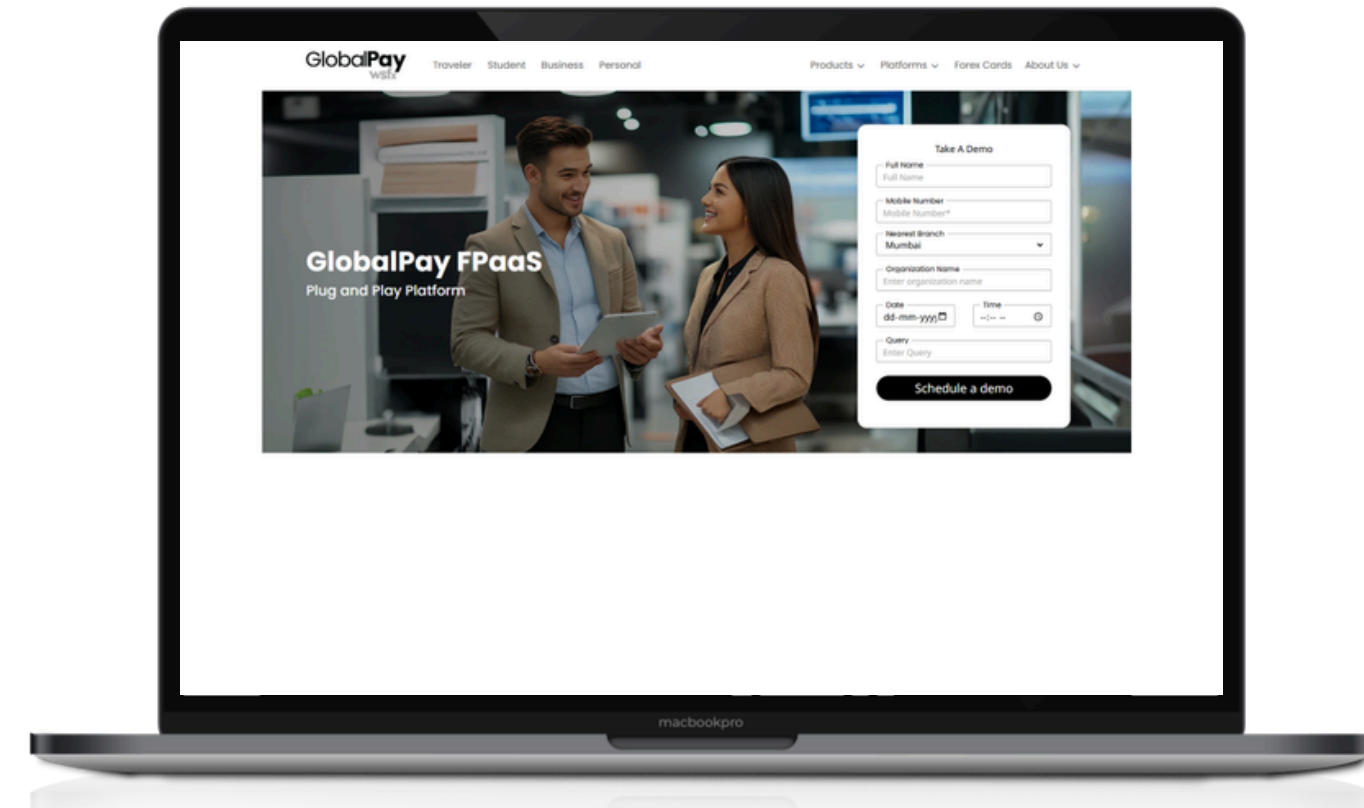 GlobalPay
wsfx
Traveler Student Business Personal
Products Platforms Forex Cards About Us
GlobalPay FPaaS
Plug and Play Platform
Take A Demo
Full Name
Full Name
Mobile Number
Mobile Number*
Nearest Branch
Mumbai
Organization Name
Enter organization name
Date Time
dd-mm-yyyy --:-- --
Query
Enter Query
Schedule a demo
macbookpro